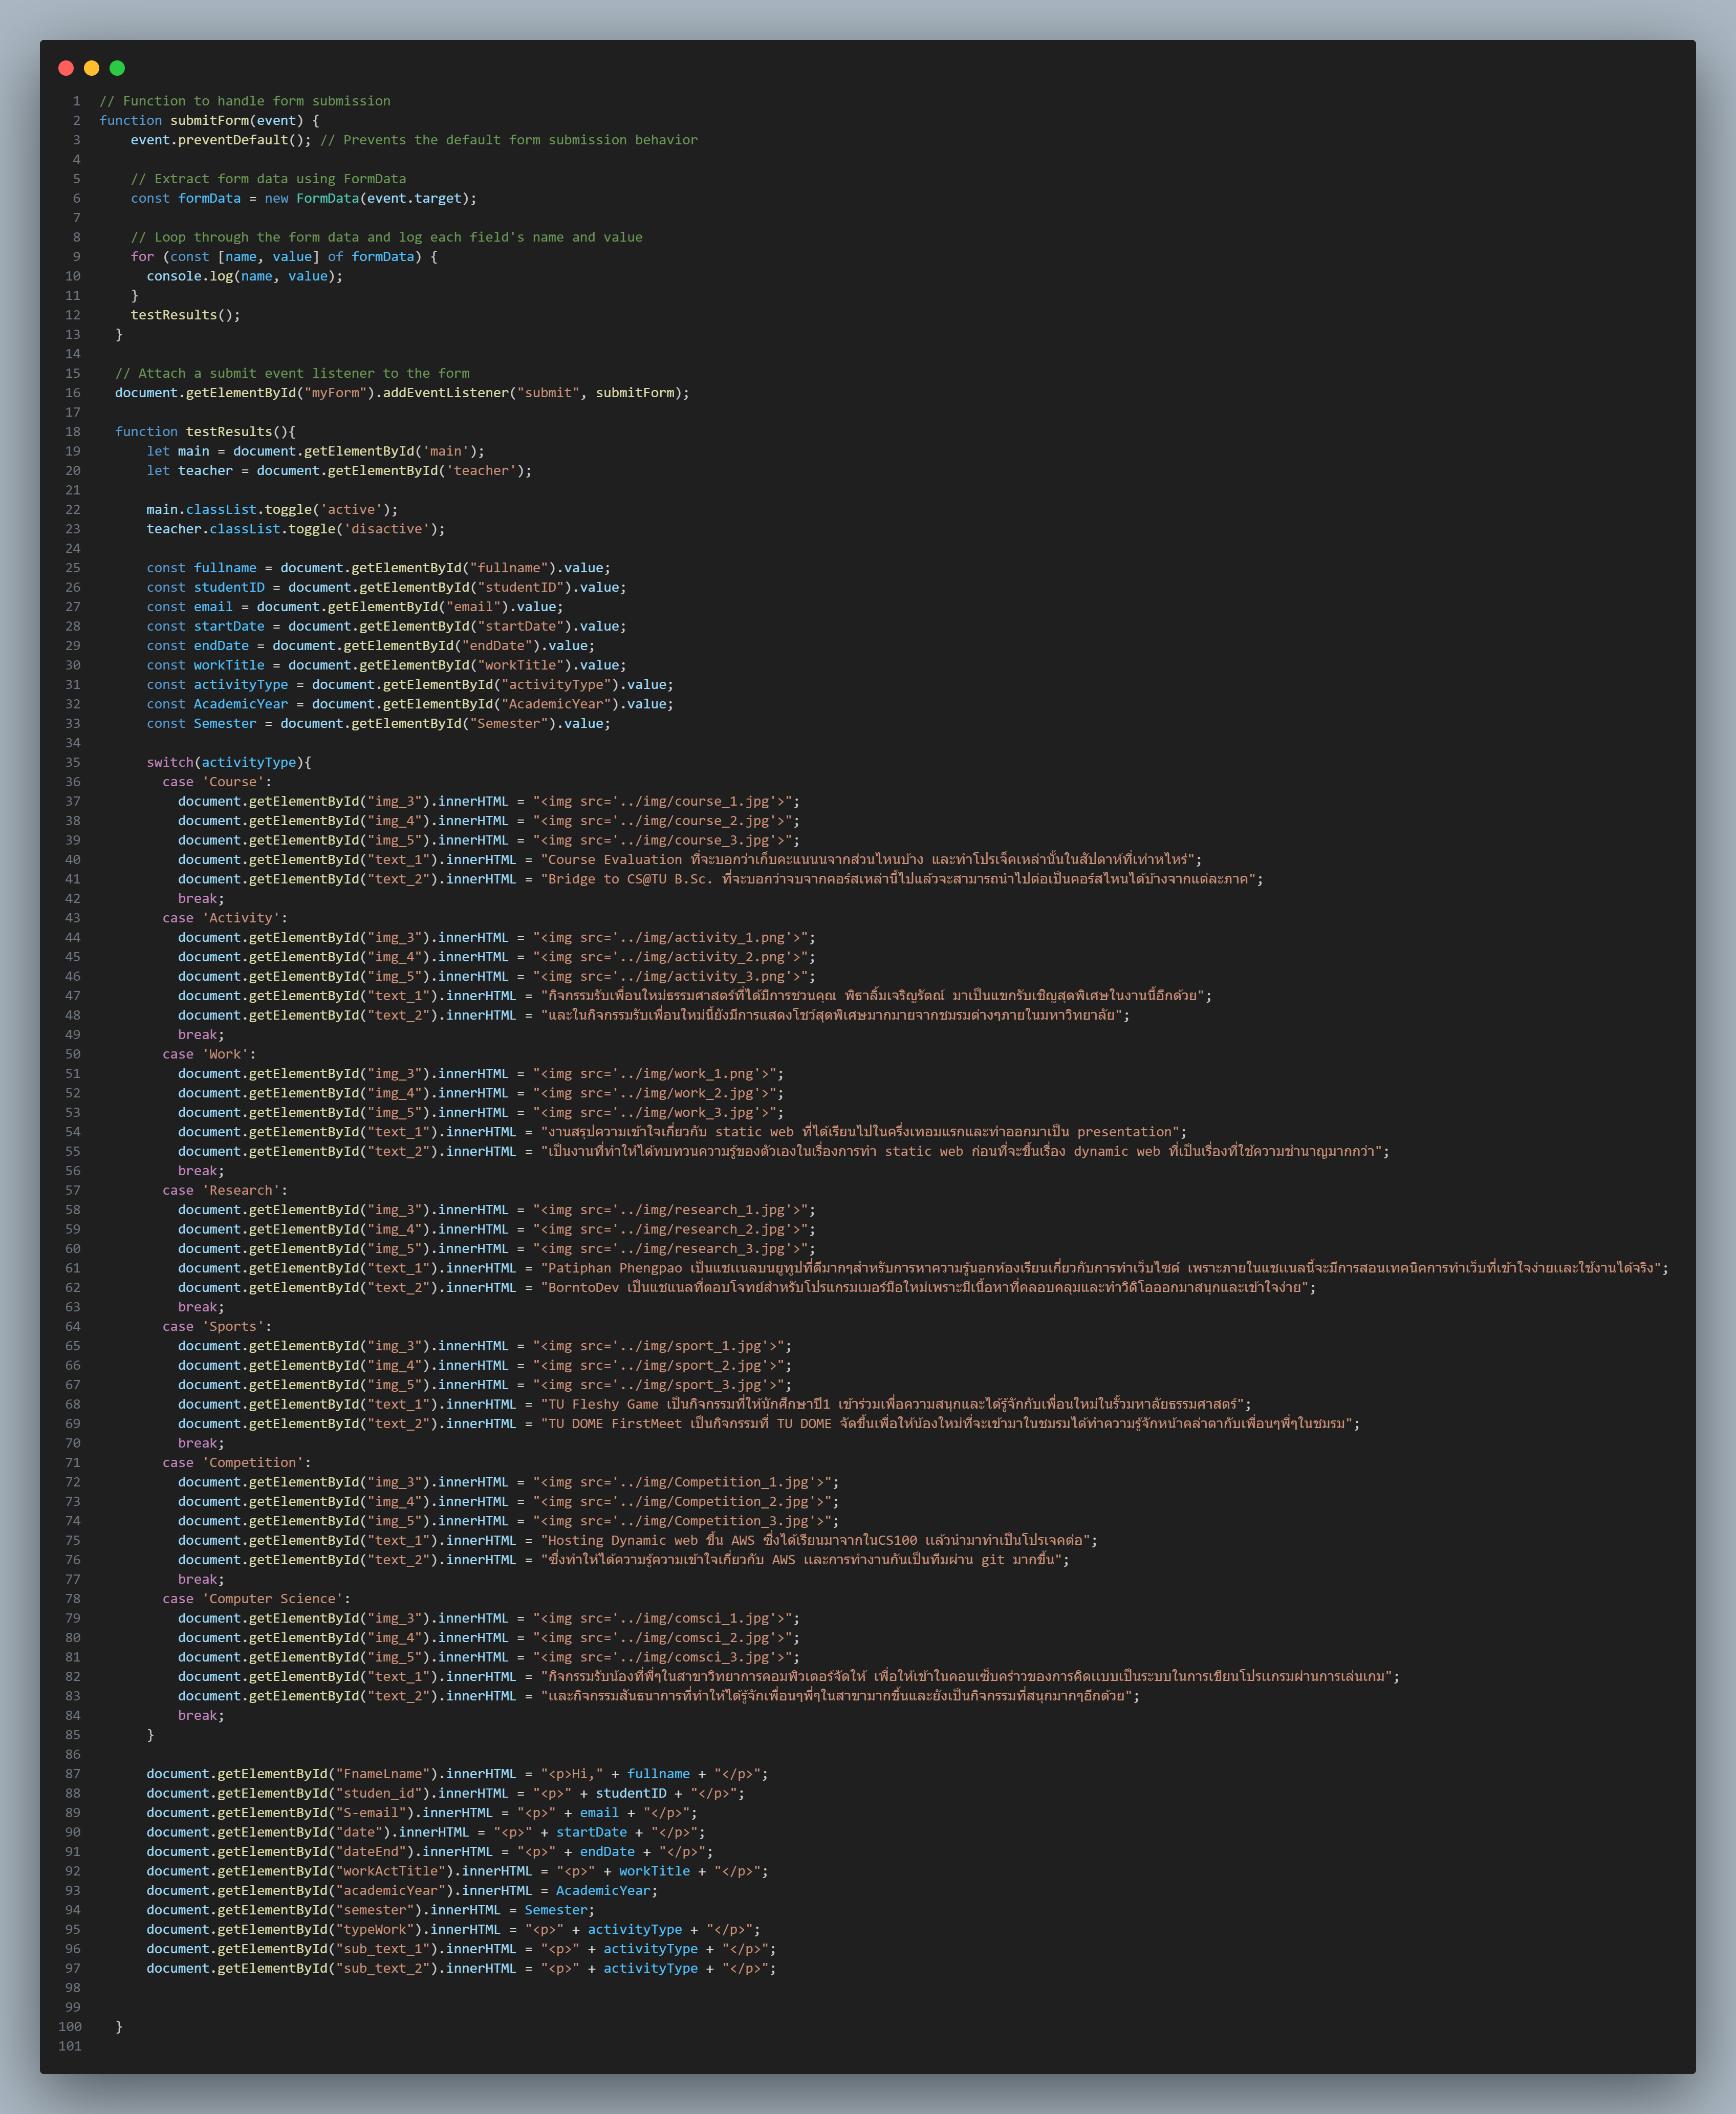 1 // Function to handle form submission
2 function submitForm(event) {
3 event.preventDefault(); // Prevents the default form submission behavior
4
5 // Extract form data using FormData
6 const formData = new FormData(event.target);
7
8 // Loop through the form data and log each field's name and value
9 for (const [name, value] of formData) {
10 console.log(name, value);
11 }
12 testResults();
13 }
14
15 // Attach a submit event listener to the form
16 document.getElementById("myForm").addEventListener("submit", submitForm);
17
18 function testResults(){
19 let main = document.getElementById('main');
20 let teacher = document.getElementById('teacher');
21
22 main.classList.toggle('active');
23 teacher.classList.toggle('disactive');
24
25 const fullname = document.getElementById("fullname").value;
26 const studentID = document.getElementById("studentID").value;
27 const email = document.getElementById("email").value;
28 const startDate = document.getElementById("startDate").value;
29 const endDate = document.getElementById("endDate").value;
30 const workTitle = document.getElementById("workTitle").value;
31 const activityType = document.getElementById("activityType").value;
32 const AcademicYear = document.getElementById("AcademicYear").value;
33 const Semester = document.getElementById("Semester").value;
34
35 switch(activityType){
36 case 'Course':
37 document.getElementById("img_3").innerHTML = "<img src='../img/course_1.jpg'>";
38 document.getElementById("img_4").innerHTML = "<img src='../img/course_2.jpg'>";
39 document.getElementById("img_5").innerHTML = "<img src='../img/course_3.jpg'>";
40 document.getElementById("text_1").innerHTML = "Course Evaluation ที่จะบอกว่าเก็บคะแนนนจากส่วนไหนบ้าง และทำโปรเจ็คเหล่านั้นในสัปดาห์ที่เท่าหไหร่";
41 document.getElementById("text_2").innerHTML = "Bridge to CS@TU B.Sc. ที่จะบอกว่าจบจากคอร์สเหล่านี้ไปแล้วจะสามารถนำไปต่อเป็นคอร์สไหนได้บ้างจากแต่ละภาค";
42 break;
43 case 'Activity':
44 document.getElementById("img_3").innerHTML = "<img src='../img/activity_1.png'>";
45 document.getElementById("img_4").innerHTML = "<img src='../img/activity_2.png'>";
46 document.getElementById("img_5").innerHTML = "<img src='../img/activity_3.png'>";
47 document.getElementById("text_1").innerHTML = "กิจกรรมรับเพื่อนใหม่ธรรมศาสตร์ที่ได้มีการชวนคุณ พิธาลิ้มเจริญรัตณ์ มาเป็นแขกรับเชิญสุดพิเศษในงานนี้อีกด้วย";
48 document.getElementById("text_2").innerHTML = "และในกิจกรรมรับเพื่อนใหม่นี้ยังมีการแสดงโชว์สุดพิเศษมากมายจากชมรมต่างๆภายในมหาวิทยาลัย";
49 break;
50 case 'Work':
51 document.getElementById("img_3").innerHTML = "<img src='../img/work_1.png'>";
52 document.getElementById("img_4").innerHTML = "<img src='../img/work_2.jpg'>";
53 document.getElementById("img_5").innerHTML = "<img src='../img/work_3.jpg'>";
54 document.getElementById("text_1").innerHTML = "งานสรุปความเข้าใจเกี่ยวกับ static web ที่ได้เรียนไปในครึ่งเทอมแรกและทำออกมาเป็น presentation";
55 document.getElementById("text_2").innerHTML = "เป็นงานที่ทำให้ได้ทบทวนความรู้ของตัวเองในเรื่องการทำ static web ก่อนที่จะขึ้นเรื่อง dynamic web ที่เป็นเรื่องที่ใช้ความชำนาญมากกว่า";
56 break;
57 case 'Research':
58 document.getElementById("img_3").innerHTML = "<img src='../img/research_1.jpg'>";
59 document.getElementById("img_4").innerHTML = "<img src='../img/research_2.jpg'>";
60 document.getElementById("img_5").innerHTML = "<img src='../img/research_3.jpg'>";
61 document.getElementById("text_1").innerHTML = "Patiphan Phengpao เป็นแชแนลบนยูทูปที่ดีมากๆสำหรับการหาความรู้นอกห้องเรียนเกี่ยวกับการทำเว็บไซต์ เพราะภายในแชแนลนี้จะมีการสอนเทคนิคการทำเว็บที่เข้าใจง่ายและใช้งานได้จริง";
62 document.getElementById("text_2").innerHTML = "BorntoDev เป็นแชแนลที่ตอบโจทย์สำหรับโปรแกรมเมอร์มือใหม่เพราะมีเนื้อหาที่คลอบคลุมและทำวิดิโอออกมาสนุกและเข้าใจง่าย";
63 break;
64 case 'Sports':
65 document.getElementById("img_3").innerHTML = "<img src='../img/sport_1.jpg'>";
66 document.getElementById("img_4").innerHTML = "<img src='../img/sport_2.jpg'>";
67 document.getElementById("img_5").innerHTML = "<img src='../img/sport_3.jpg'>";
68 document.getElementById("text_1").innerHTML = "TU Fleshy Game เป็นกิจกรรมที่ให้นักศึกษาปี1 เข้าร่วมเพื่อความสนุกและได้รู้จักกับเพื่อนใหม่ในรั้วมหาลัยธรรมศาสตร์";
69 document.getElementById("text_2").innerHTML = "TU DOME FirstMeet เป็นกิจกรรมที่ TU DOME จัดขึ้นเพื่อให้น้องใหม่ที่จะเข้ามาในชมรมได้ทำความรู้จักหน้าคล่าตากับเพื่อนๆพี่ๆในชมรม";
70 break;
71 case 'Competition':
72 document.getElementById("img_3").innerHTML = "<img src='../img/Competition_1.jpg'>";
73 document.getElementById("img_4").innerHTML = "<img src='../img/Competition_2.jpg'>";
74 document.getElementById("img_5").innerHTML = "<img src='../img/Competition_3.jpg'>";
75 document.getElementById("text_1").innerHTML = "Hosting Dynamic web ขึ้น AWS ซึ่งได้เรียนมาจากในCS100 แล้วนำมาทำเป็นโปรเจคต่อ";
76 document.getElementById("text_2").innerHTML = "ซึ่งทำให้ได้ความรู้ความเข้าใจเกี่ยวกับ AWS และการทำงานกันเป็นทีมผ่าน git มากขึ้น";
77 break;
78 case 'Computer Science':
79 document.getElementById("img_3").innerHTML = "<img src='../img/comsci_1.jpg'>";
80 document.getElementById("img_4").innerHTML = "<img src='../img/comsci_2.jpg'>";
81 document.getElementById("img_5").innerHTML = "<img src='../img/comsci_3.jpg'>";
82 document.getElementById("text_1").innerHTML = "กิจกรรมรับน้องที่พี่ๆในสาขาวิทยาการคอมพิวเตอร์จัดให้ เพื่อให้เข้าในคอนเซ็บคร่าวของการคิดแบบเป็นระบบในการเขียนโปรแกรมผ่านการเล่นเกม";
83 document.getElementById("text_2").innerHTML = "และกิจกรรมสันธนาการที่ทำให้ได้รู้จักเพื่อนๆพี่ๆในสาขามากขึ้นและยังเป็นกิจกรรมที่สนุกมากๆอีกด้วย";
84 break;
85 }
86
87 document.getElementById("FnameLname").innerHTML = "<p>Hi," + fullname + "</p>";
88 document.getElementById("studen_id").innerHTML = "<p>" + studentID + "</p>";
89 document.getElementById("S-email").innerHTML = "<p>" + email + "</p>";
90 document.getElementById("date").innerHTML = "<p>" + startDate + "</p>";
91 document.getElementById("dateEnd").innerHTML = "<p>" + endDate + "</p>";
92 document.getElementById("workActTitle").innerHTML = "<p>" + workTitle + "</p>";
93 document.getElementById("academicYear").innerHTML = AcademicYear;
94 document.getElementById("semester").innerHTML = Semester;
95 document.getElementById("typeWork").innerHTML = "<p>" + activityType + "</p>";
96 document.getElementById("sub_text_1").innerHTML = "<p>" + activityType + "</p>";
97 document.getElementById("sub_text_2").innerHTML = "<p>" + activityType + "</p>";
98
99
100 }
101